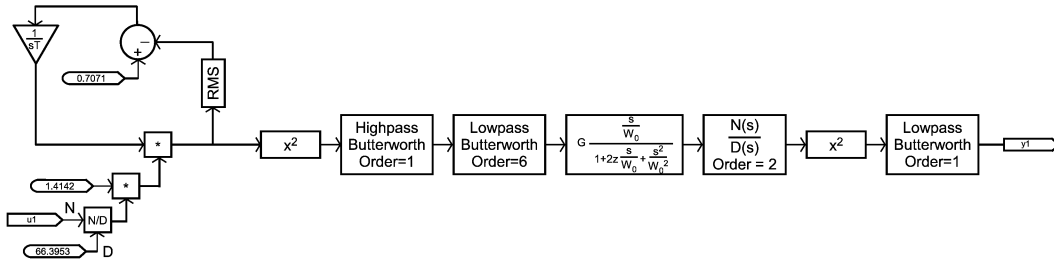 1
sT
−
+
0.7071
RMS
*
1.4142
*
N
u1
N/D
66.3953
D
x²
Highpass
Butterworth
Order=1
Lowpass
Butterworth
Order=6
G
s
W₀
1+2z s/W₀ + s²/W₀²
N(s)
D(s)
Order = 2
x²
Lowpass
Butterworth
Order=1
y1